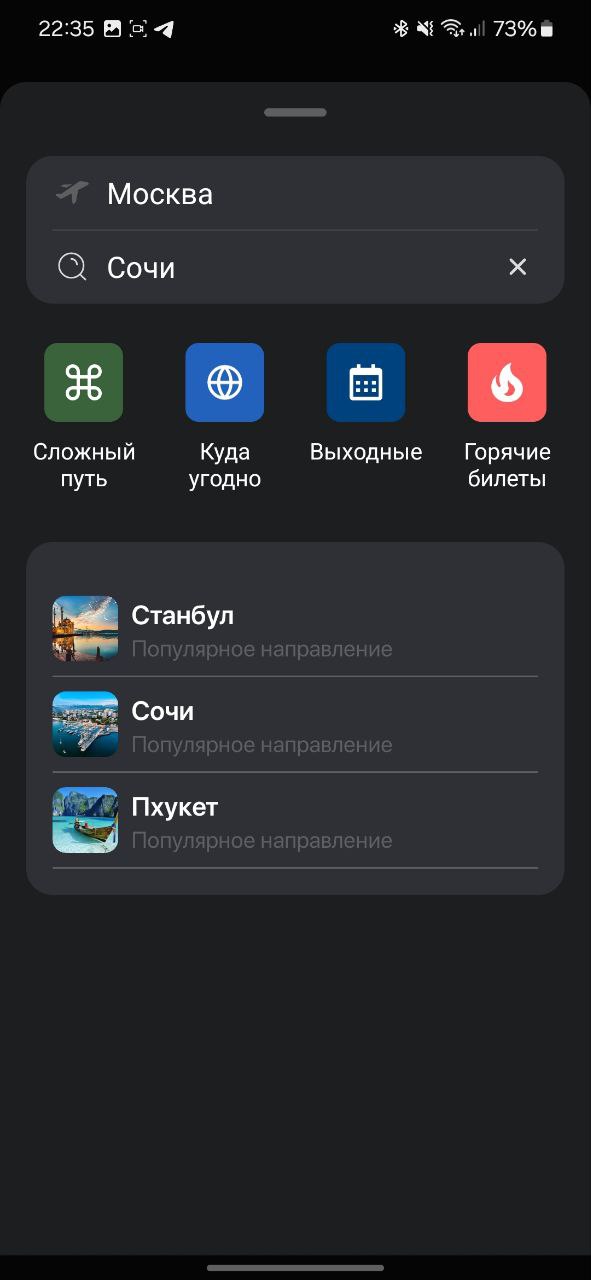 22:35 73%
Москва
Сочи
Сложный
путь
Куда
угодно
Выходные
Горячие
билеты
Станбул
Популярное направление
Сочи
Популярное направление
Пхукет
Популярное направление